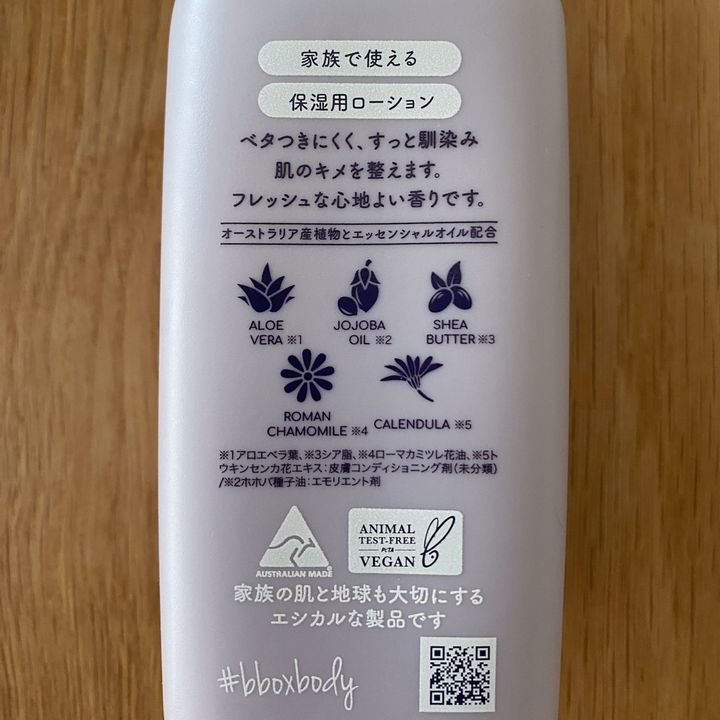 家族で使える
保湿用ローション
ベタつきにくく、すっと馴染み
肌のキメを整えます。
フレッシュな心地よい香りです。
オーストラリア産植物とエッセンシャルオイル配合
ALOE
VERA ※1
JOJOBA
OIL ※2
SHEA
BUTTER ※3
ROMAN
CHAMOMILE ※4
CALENDULA ※5
※1アロエベラ葉、※3シア脂、※4ローマカミツレ花油、※5ト
ウキンセンカ花エキス：皮膚コンディショニング剤（未分類）
/※2ホホバ種子油：エモリエント剤
AUSTRALIAN MADE
ANIMAL
TEST-FREE
PETA
VEGAN
家族の肌と地球も大切にする
エシカルな製品です
#bboxbody